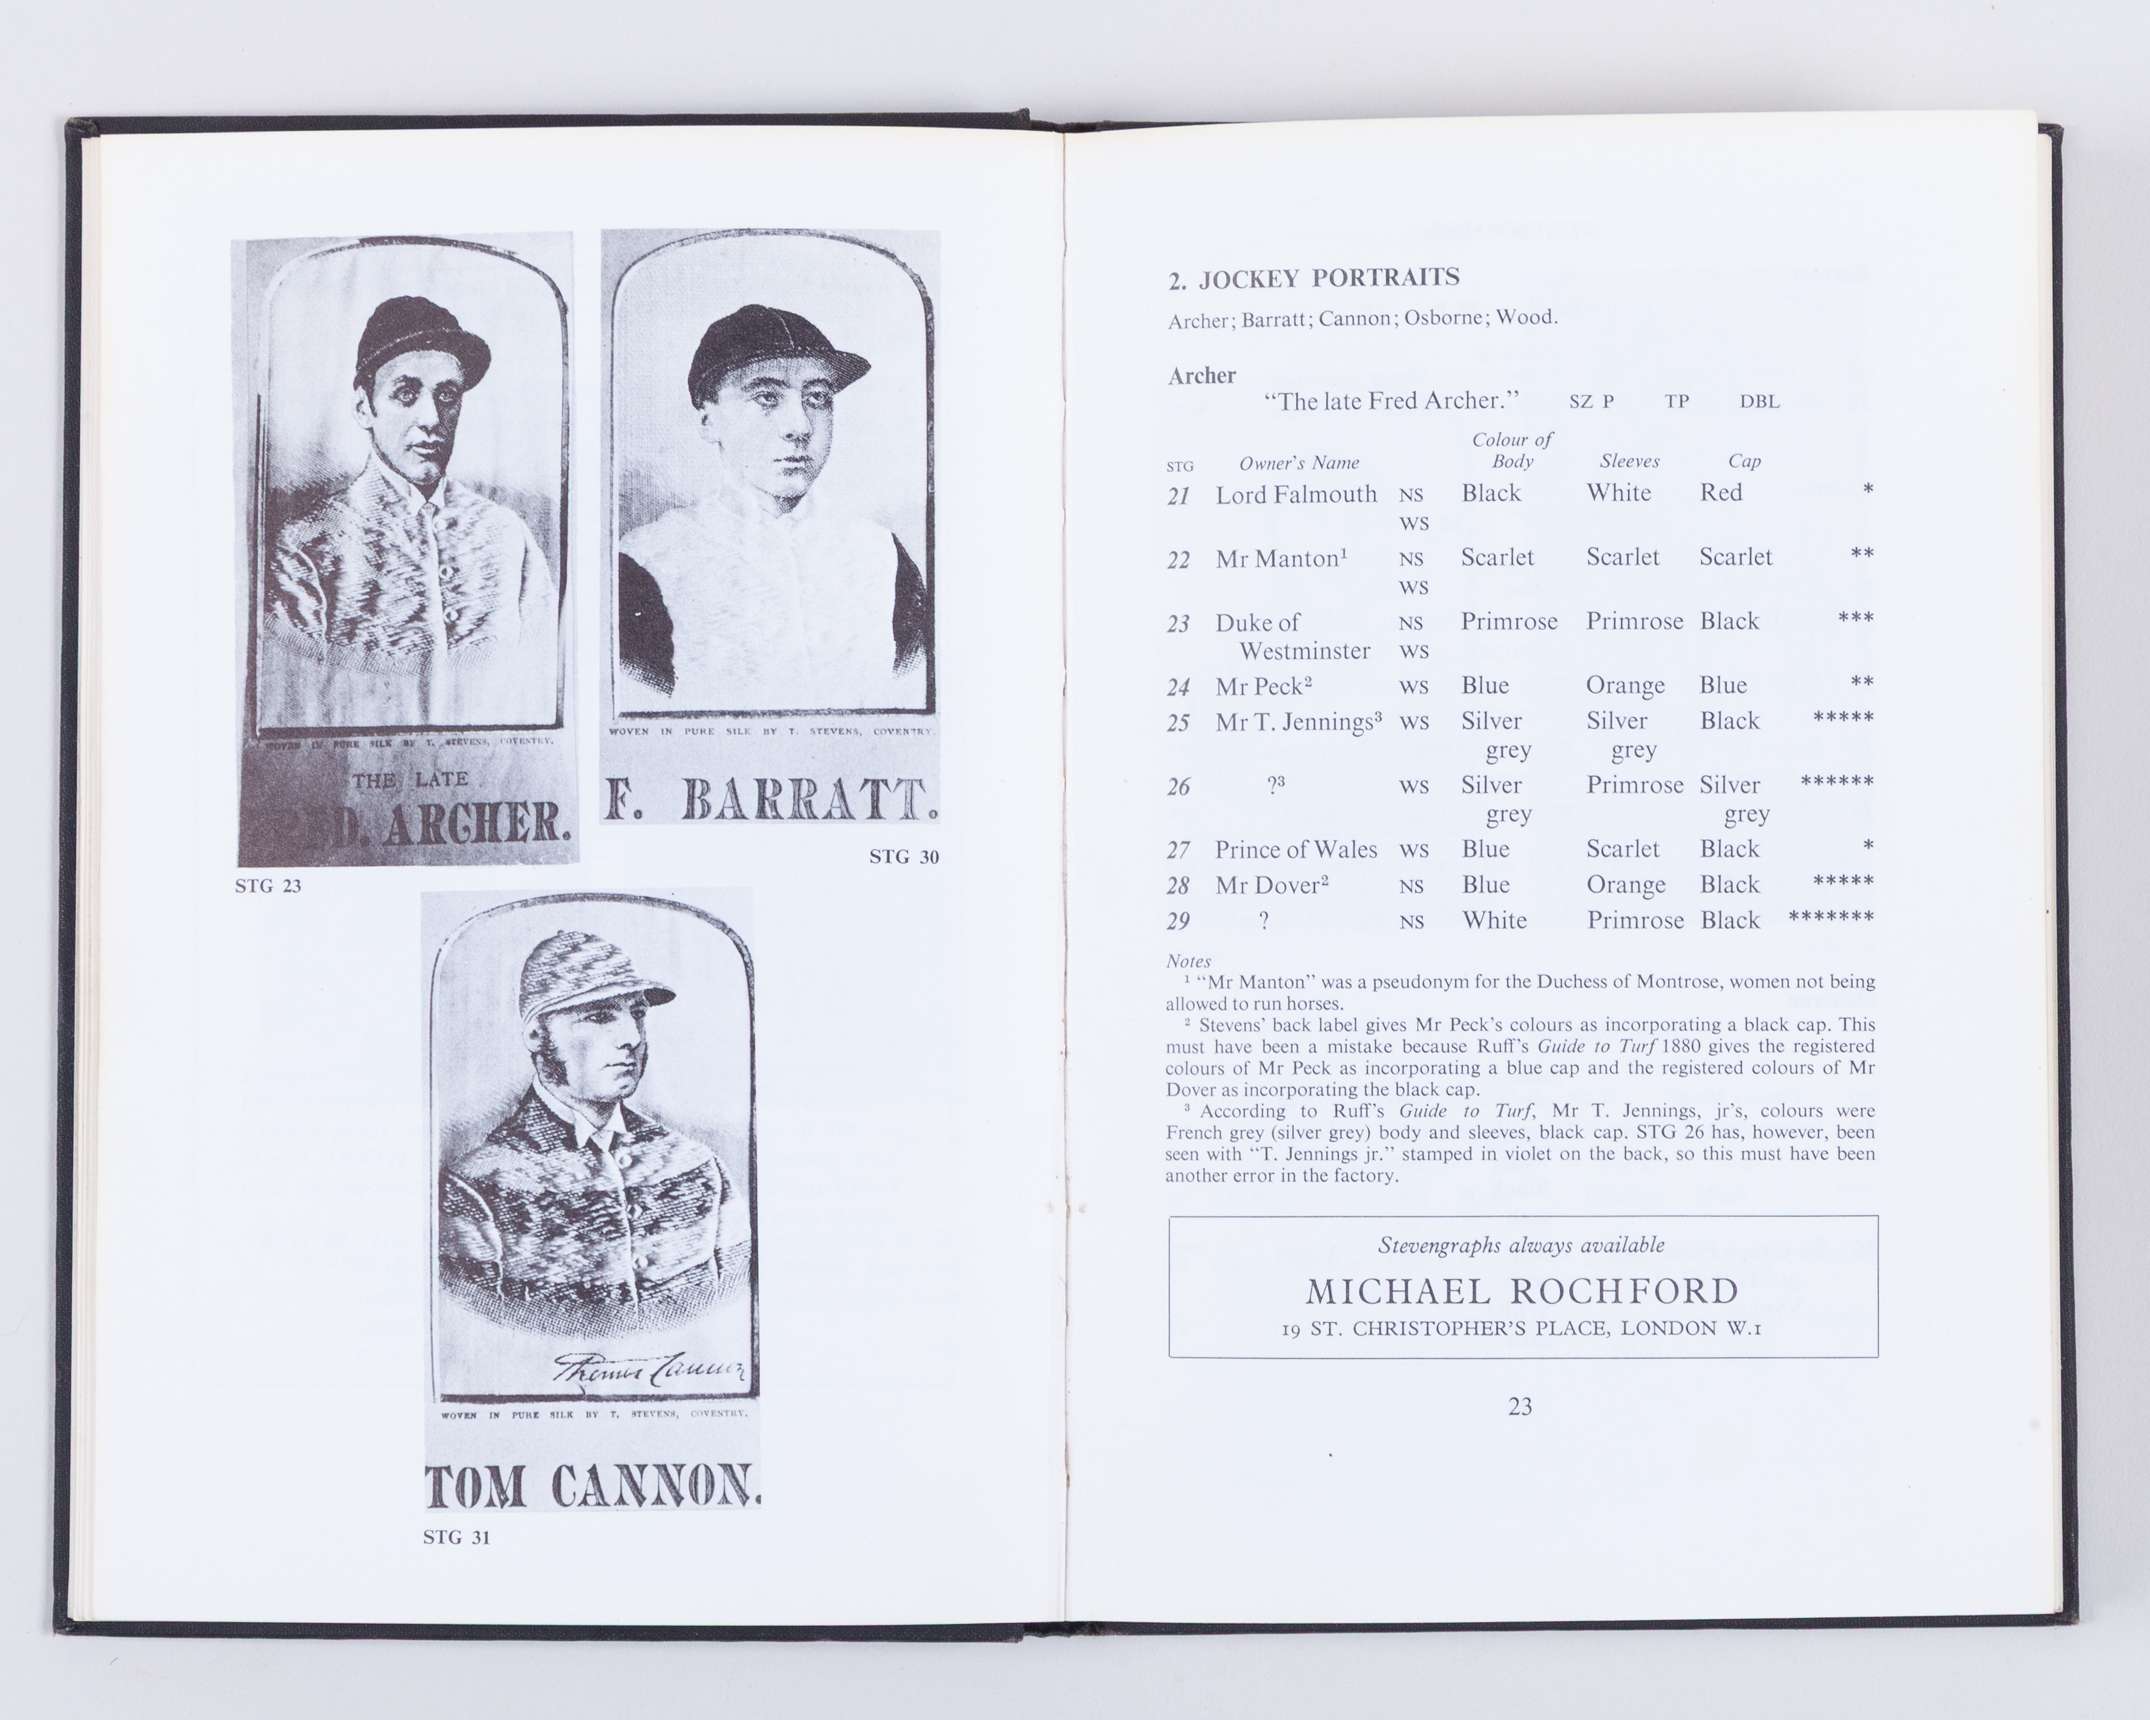 WOVEN IN PURE SILK BY T. STEVENS, COVENTRY.
THE LATE
D. ARCHER.
STG 23
WOVEN IN PURE SILK BY T. STEVENS, COVENTRY.
F. BARRATT.
STG 30
Thomas Cannon
WOVEN IN PURE SILK BY T. STEVENS, COVENTRY.
TOM CANNON.
STG 31
2. JOCKEY PORTRAITS
Archer; Barratt; Cannon; Osborne; Wood.
Archer
“The late Fred Archer.” SZ P TP DBL
Colour of
STG Owner's Name Body Sleeves Cap
21 Lord Falmouth NS Black White Red *
WS
22 Mr Manton¹ NS Scarlet Scarlet Scarlet **
WS
23 Duke of NS Primrose Primrose Black ***
Westminster WS
24 Mr Peck² WS Blue Orange Blue **
25 Mr T. Jennings³ WS Silver Silver Black *****
grey grey
26 ?³ WS Silver Primrose Silver ******
grey grey
27 Prince of Wales WS Blue Scarlet Black *
28 Mr Dover² NS Blue Orange Black *****
29 ? NS White Primrose Black *******
Notes
¹ “Mr Manton” was a pseudonym for the Duchess of Montrose, women not being
allowed to run horses.
² Stevens' back label gives Mr Peck's colours as incorporating a black cap. This
must have been a mistake because Ruff's Guide to Turf 1880 gives the registered
colours of Mr Peck as incorporating a blue cap and the registered colours of Mr
Dover as incorporating the black cap.
³ According to Ruff's Guide to Turf, Mr T. Jennings, jr's, colours were
French grey (silver grey) body and sleeves, black cap. STG 26 has, however, been
seen with “T. Jennings jr.” stamped in violet on the back, so this must have been
another error in the factory.
Stevengraphs always available
MICHAEL ROCHFORD
19 ST. CHRISTOPHER'S PLACE, LONDON W.1
23